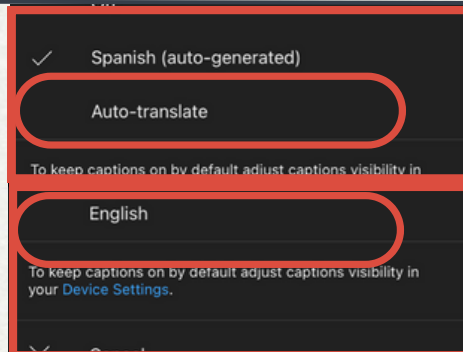 Spanish (auto-generated)
Auto-translate
To keep captions on by default adjust captions visibility in
English
To keep captions on by default adjust captions visibility in
your Device Settings.